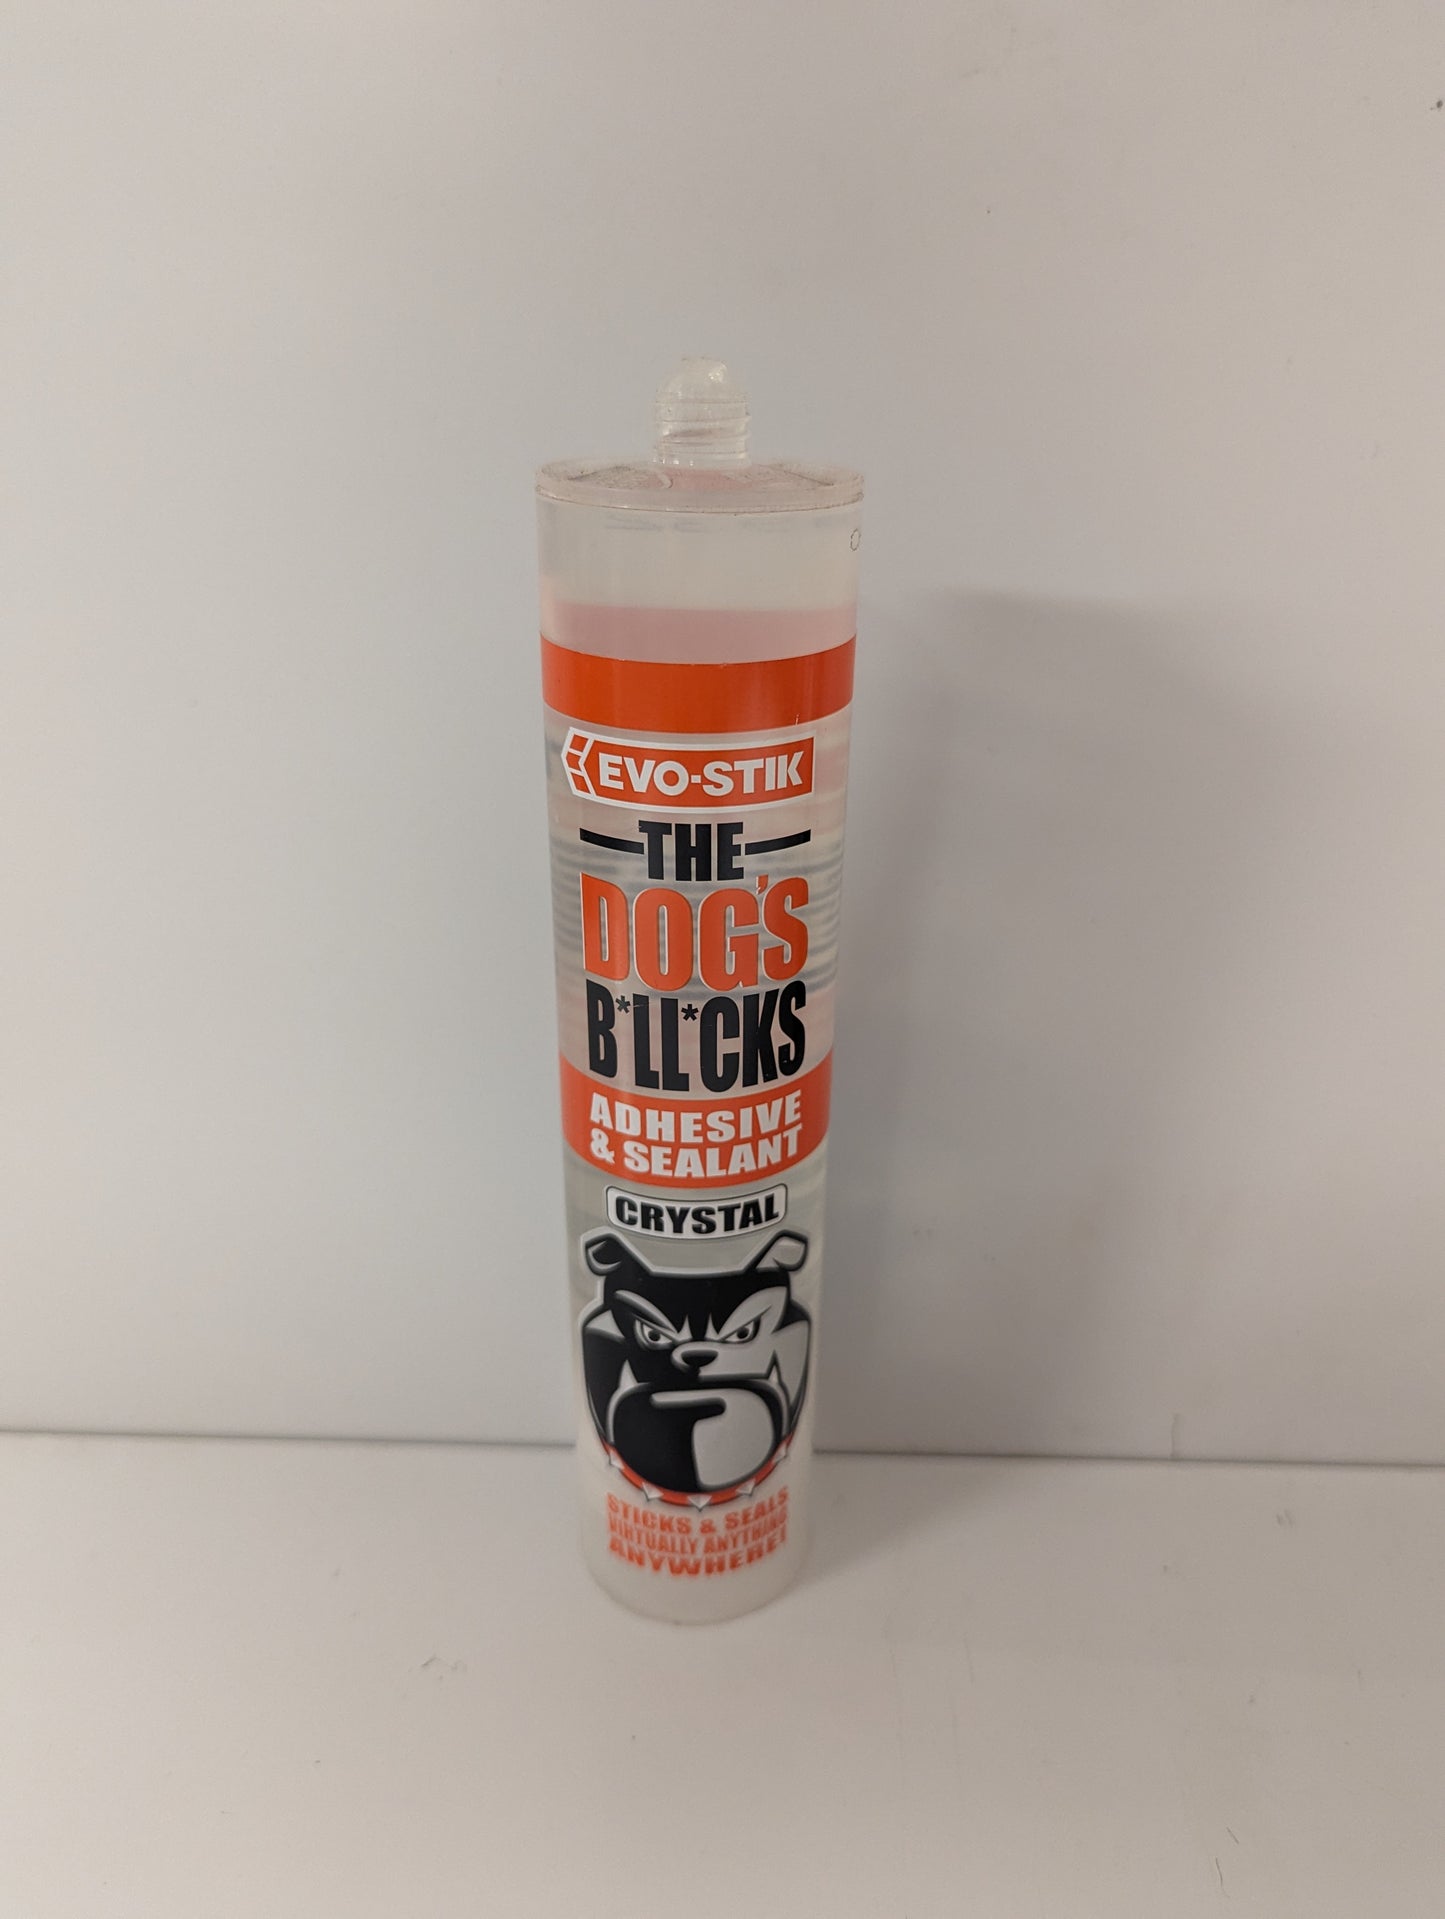 EVO-STIK
THE
DOG'S
B*LL*CKS
ADHESIVE
& SEALANT
CRYSTAL
STICKS & SEALS
VIRTUALLY ANYTHING
ANYWHERE!